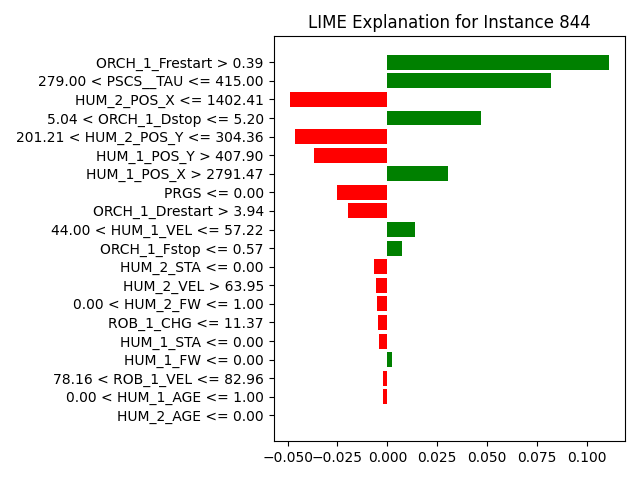 LIME Explanation for Instance 844
ORCH_1_Frestart > 0.39
279.00 < PSCS__TAU <= 415.00
HUM_2_POS_X <= 1402.41
5.04 < ORCH_1_Dstop <= 5.20
201.21 < HUM_2_POS_Y <= 304.36
HUM_1_POS_Y > 407.90
HUM_1_POS_X > 2791.47
PRGS <= 0.00
ORCH_1_Drestart > 3.94
44.00 < HUM_1_VEL <= 57.22
ORCH_1_Fstop <= 0.57
HUM_2_STA <= 0.00
HUM_2_VEL > 63.95
0.00 < HUM_2_FW <= 1.00
ROB_1_CHG <= 11.37
HUM_1_STA <= 0.00
HUM_1_FW <= 0.00
78.16 < ROB_1_VEL <= 82.96
0.00 < HUM_1_AGE <= 1.00
HUM_2_AGE <= 0.00
−0.050 −0.025 0.000 0.025 0.050 0.075 0.100